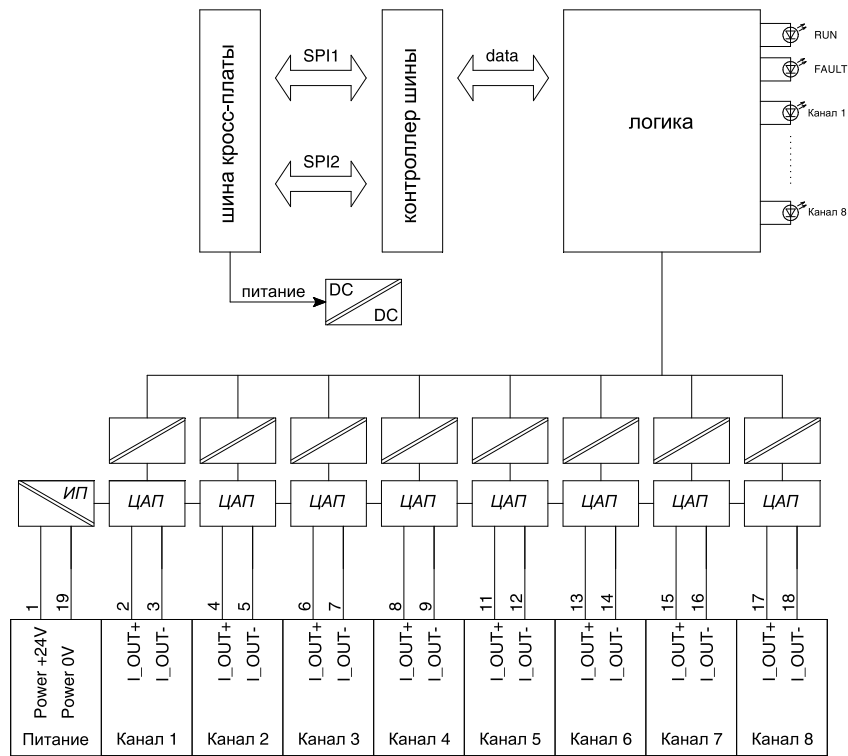 шина кросс-платы
SPI1
SPI2
контроллер шины
data
логика
RUN
FAULT
Канал 1
Канал 8
питание
DC
DC
ИП
ЦАП
ЦАП
ЦАП
ЦАП
ЦАП
ЦАП
ЦАП
ЦАП
1
19
2
3
4
5
6
7
8
9
11
12
13
14
15
16
17
18
Power +24V
Power 0V
I_OUT+
I_OUT-
I_OUT+
I_OUT-
I_OUT+
I_OUT-
I_OUT+
I_OUT-
I_OUT+
I_OUT-
I_OUT+
I_OUT-
I_OUT+
I_OUT-
I_OUT+
I_OUT-
Питание
Канал 1
Канал 2
Канал 3
Канал 4
Канал 5
Канал 6
Канал 7
Канал 8